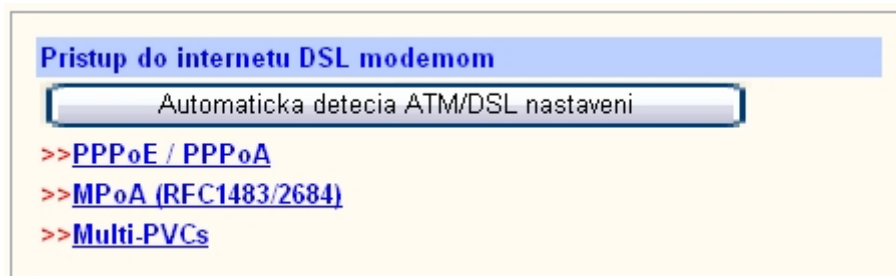 Pristup do internetu DSL modemom
Automaticka detecia ATM/DSL nastaveni
>>PPPoE / PPPoA
>>MPoA (RFC1483/2684)
>>Multi-PVCs